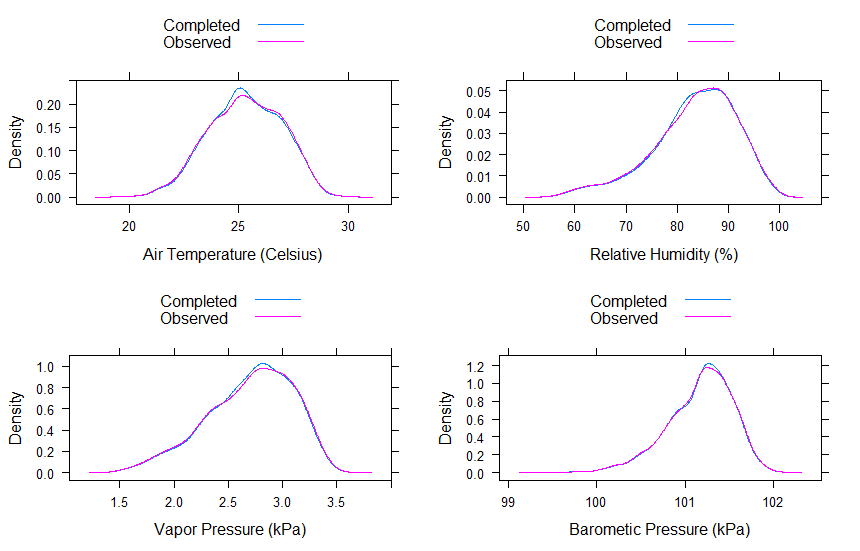 Completed
Observed
Density
0.20
0.15
0.10
0.05
0.00
20 25 30
Air Temperature (Celsius)
Completed
Observed
Density
0.05
0.04
0.03
0.02
0.01
0.00
50 60 70 80 90 100
Relative Humidity (%)
Completed
Observed
Density
1.0
0.8
0.6
0.4
0.2
0.0
1.5 2.0 2.5 3.0 3.5
Vapor Pressure (kPa)
Completed
Observed
Density
1.2
1.0
0.8
0.6
0.4
0.2
0.0
99 100 101 102
Barometic Pressure (kPa)